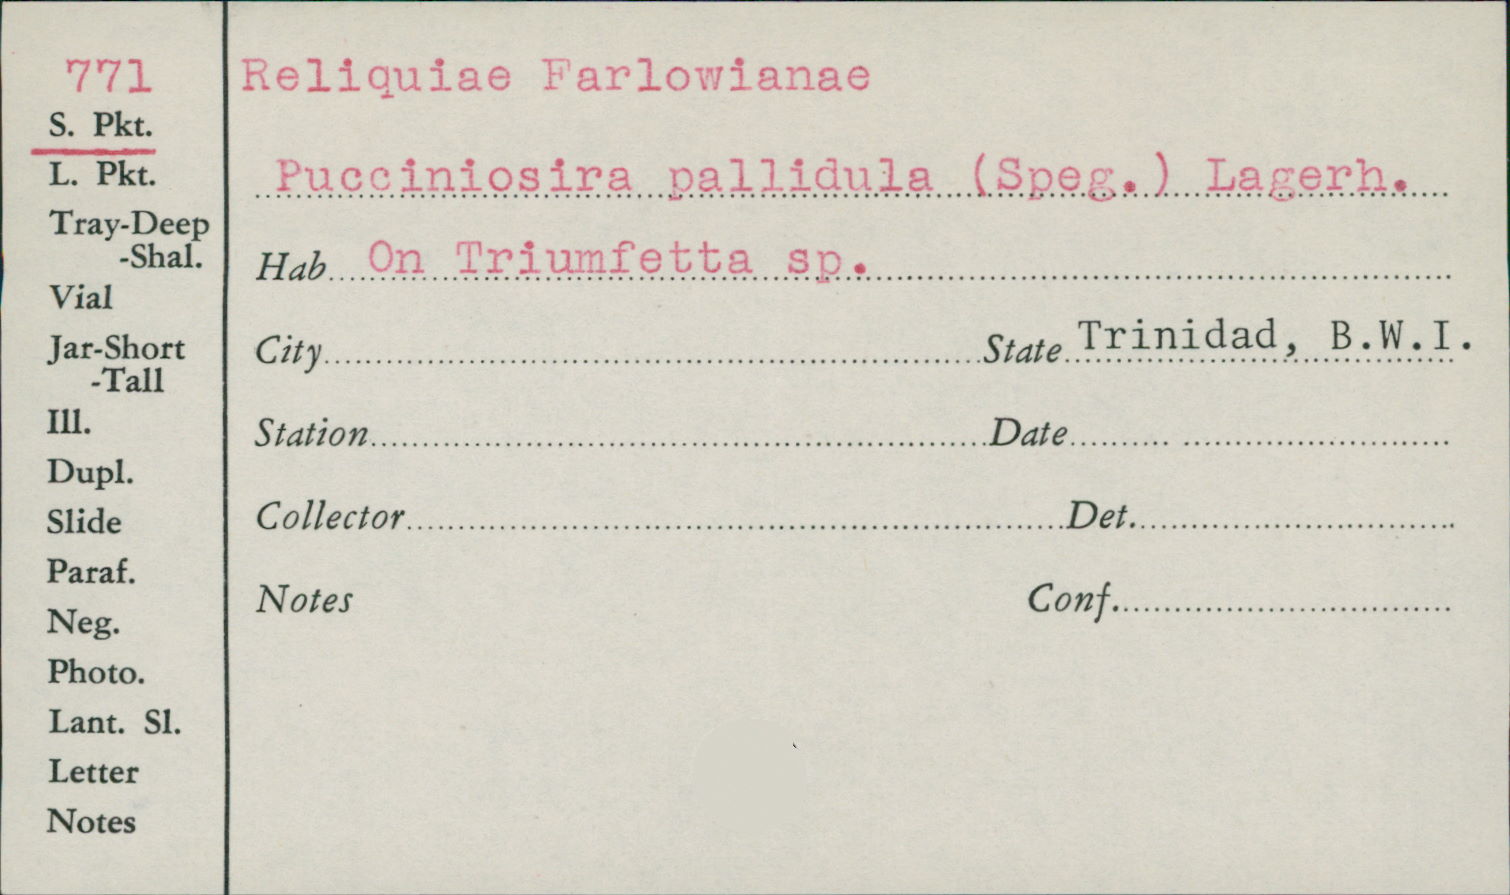 771
S. Pkt.
L. Pkt.
Tray-Deep
-Shal.
Vial
Jar-Short
-Tall
Ill.
Dupl.
Slide
Paraf.
Neg.
Photo.
Lant. Sl.
Letter
Notes
Reliquiae Farlowianae
Pucciniosira pallidula (Speg.) Lagerh.
Hab. On Triumfetta sp.
City State Trinidad, B.W.I.
Station Date
Collector Det.
Notes Conf.